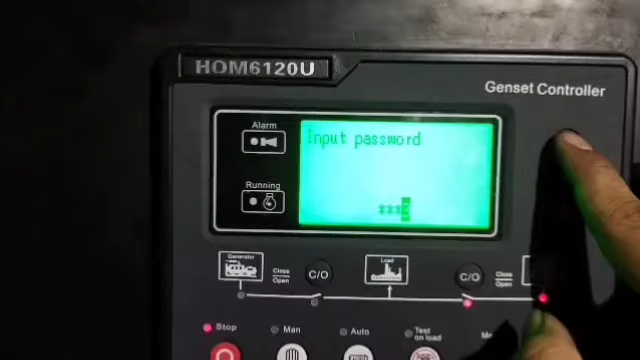 HOM6120U
Genset Controller
Alarm
Input password
Running
***
Generator
Close
Open
C/O
Load
C/O
Close
Open
Stop
Man
Auto
Test
on load